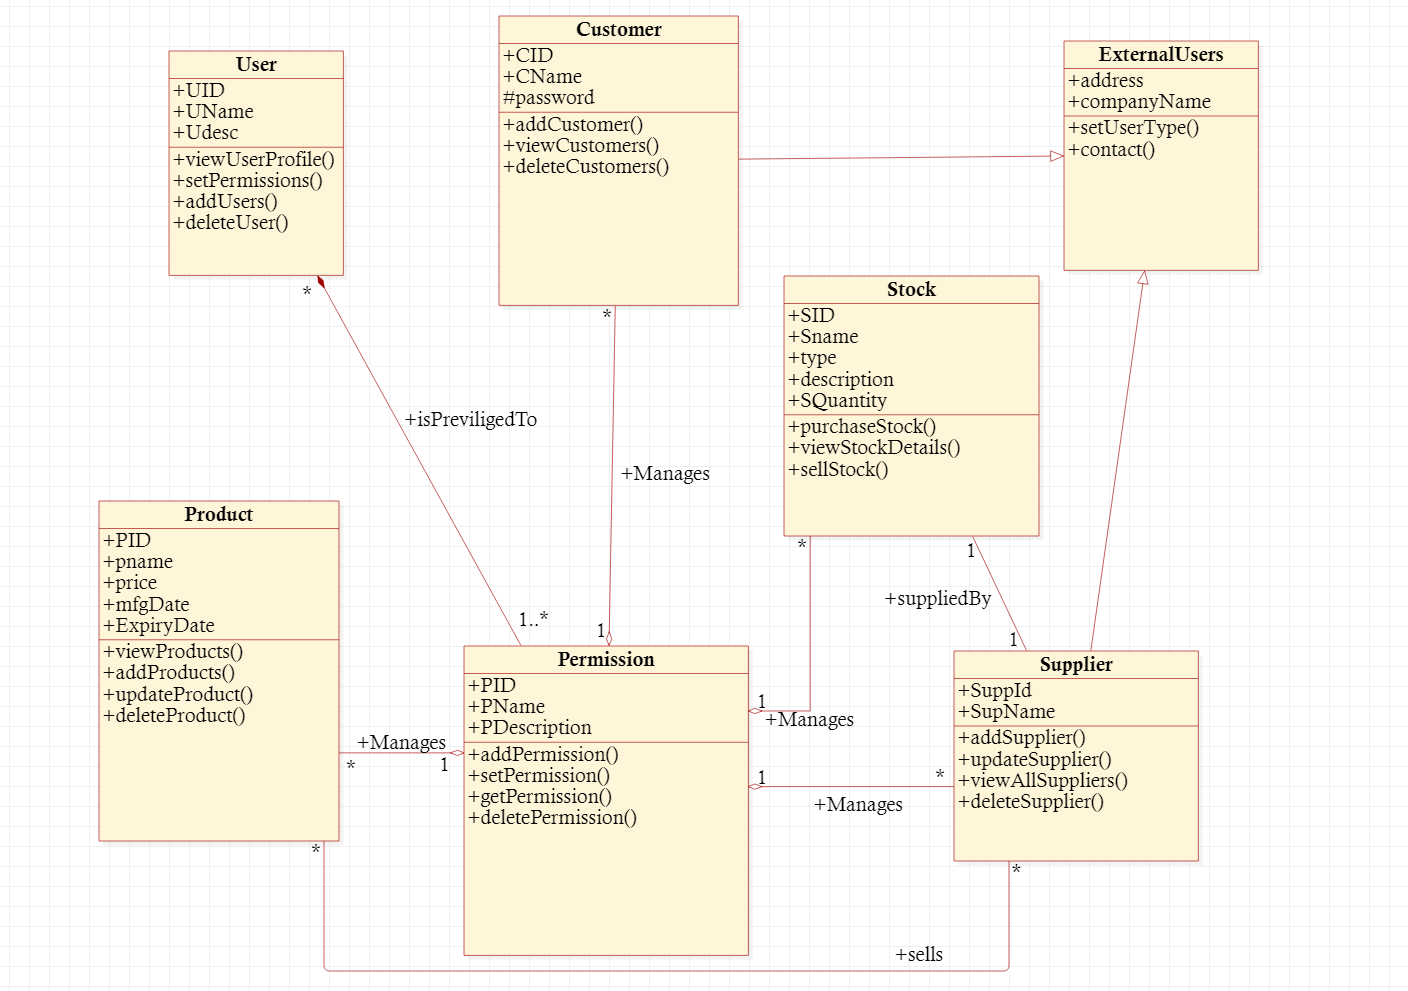 Customer
+CID
+CName
#password
+addCustomer()
+viewCustomers()
+deleteCustomers()
ExternalUsers
+address
+companyName
+setUserType()
+contact()
User
+UID
+UName
+Udesc
+viewUserProfile()
+setPermissions()
+addUsers()
+deleteUser()
*
*
Stock
+SID
+Sname
+type
+description
+SQuantity
+purchaseStock()
+viewStockDetails()
+sellStock()
+isPreviligedTo
+Manages
*
1
+suppliedBy
1
Product
+PID
+pname
+price
+mfgDate
+ExpiryDate
+viewProducts()
+addProducts()
+updateProduct()
+deleteProduct()
1..*
1
Permission
+PID
+PName
+PDescription
+addPermission()
+setPermission()
+getPermission()
+deletePermission()
1
+Manages
+Manages
*
1
1
*
+Manages
Supplier
+SuppId
+SupName
+addSupplier()
+updateSupplier()
+viewAllSuppliers()
+deleteSupplier()
*
*
+sells